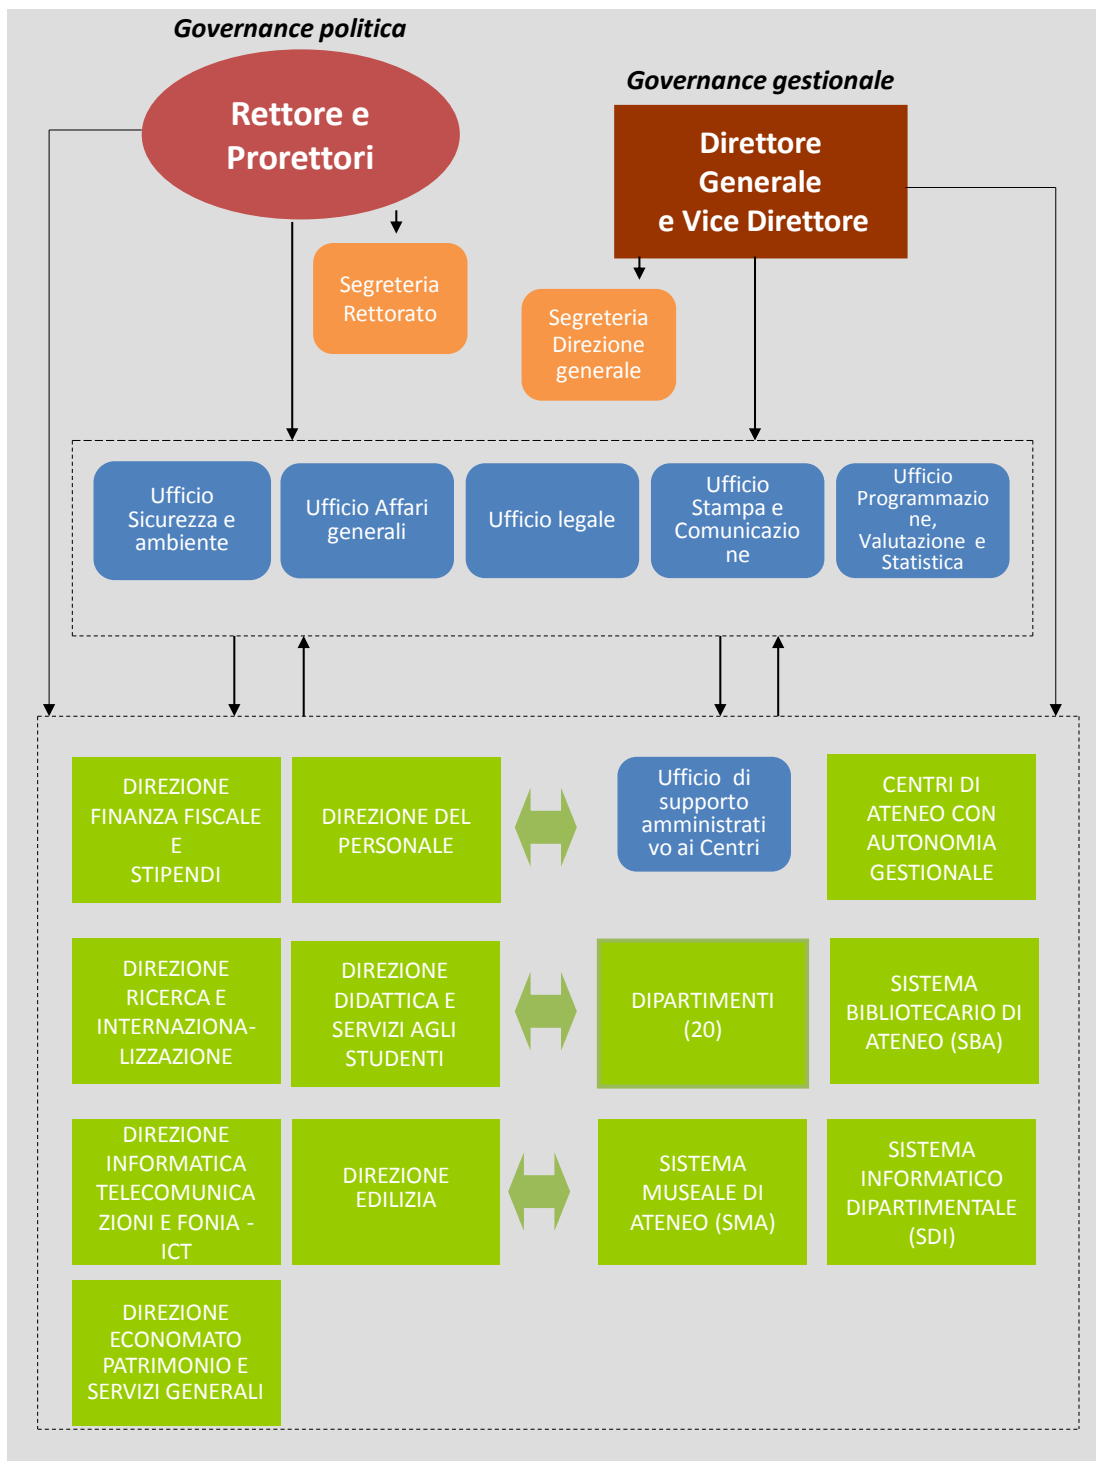 Governance politica
Rettore e
Prorettori
Governance gestionale
Direttore
Generale
e Vice Direttore
Segreteria
Rettorato
Segreteria
Direzione
generale
Ufficio
Sicurezza e
ambiente
Ufficio Affari
generali
Ufficio legale
Ufficio
Stampa e
Comunicazio
ne
Ufficio
Programmazio
ne,
Valutazione e
Statistica
DIREZIONE
FINANZA FISCALE
E
STIPENDI
DIREZIONE DEL
PERSONALE
Ufficio di
supporto
amministrati
vo ai Centri
CENTRI DI
ATENEO CON
AUTONOMIA
GESTIONALE
DIREZIONE
RICERCA E
INTERNAZIONA-
LIZZAZIONE
DIREZIONE
DIDATTICA E
SERVIZI AGLI
STUDENTI
DIPARTIMENTI
(20)
SISTEMA
BIBLIOTECARIO DI
ATENEO (SBA)
DIREZIONE
INFORMATICA
TELECOMUNICA
ZIONI E FONIA -
ICT
DIREZIONE
EDILIZIA
SISTEMA
MUSEALE DI
ATENEO (SMA)
SISTEMA
INFORMATICO
DIPARTIMENTALE
(SDI)
DIREZIONE
ECONOMATO
PATRIMONIO E
SERVIZI GENERALI